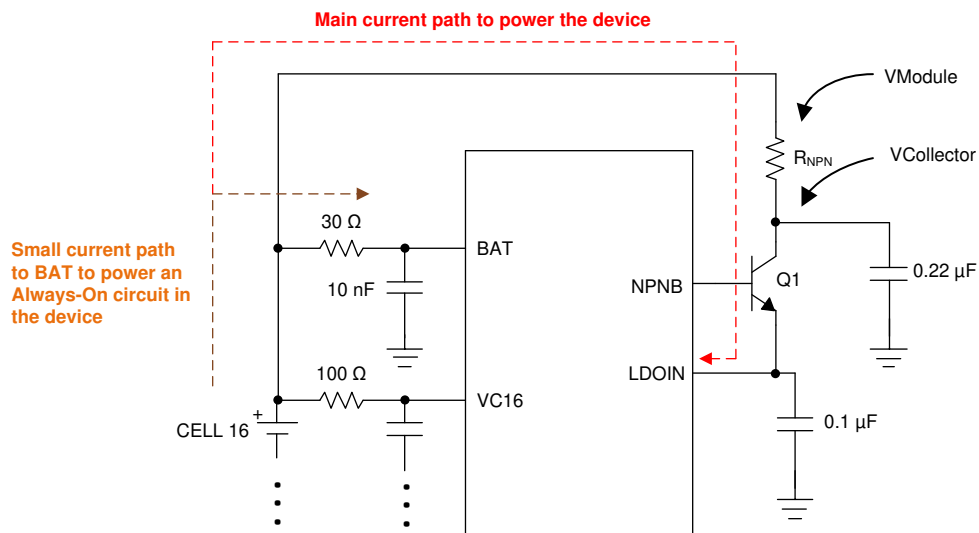 Main current path to power the device
VModule
RNPN
VCollector
30 Ω
BAT
Small current path
to BAT to power an
Always-On circuit in
the device
10 nF
NPNB
Q1
0.22 µF
100 Ω
LDOIN
VC16
+
CELL 16
0.1 µF